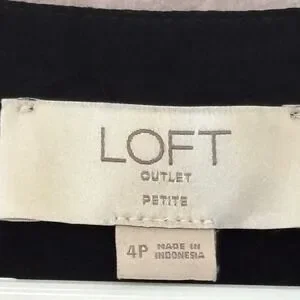 LOFT
OUTLET
PETITE
4P
MADE IN
INDONESIA